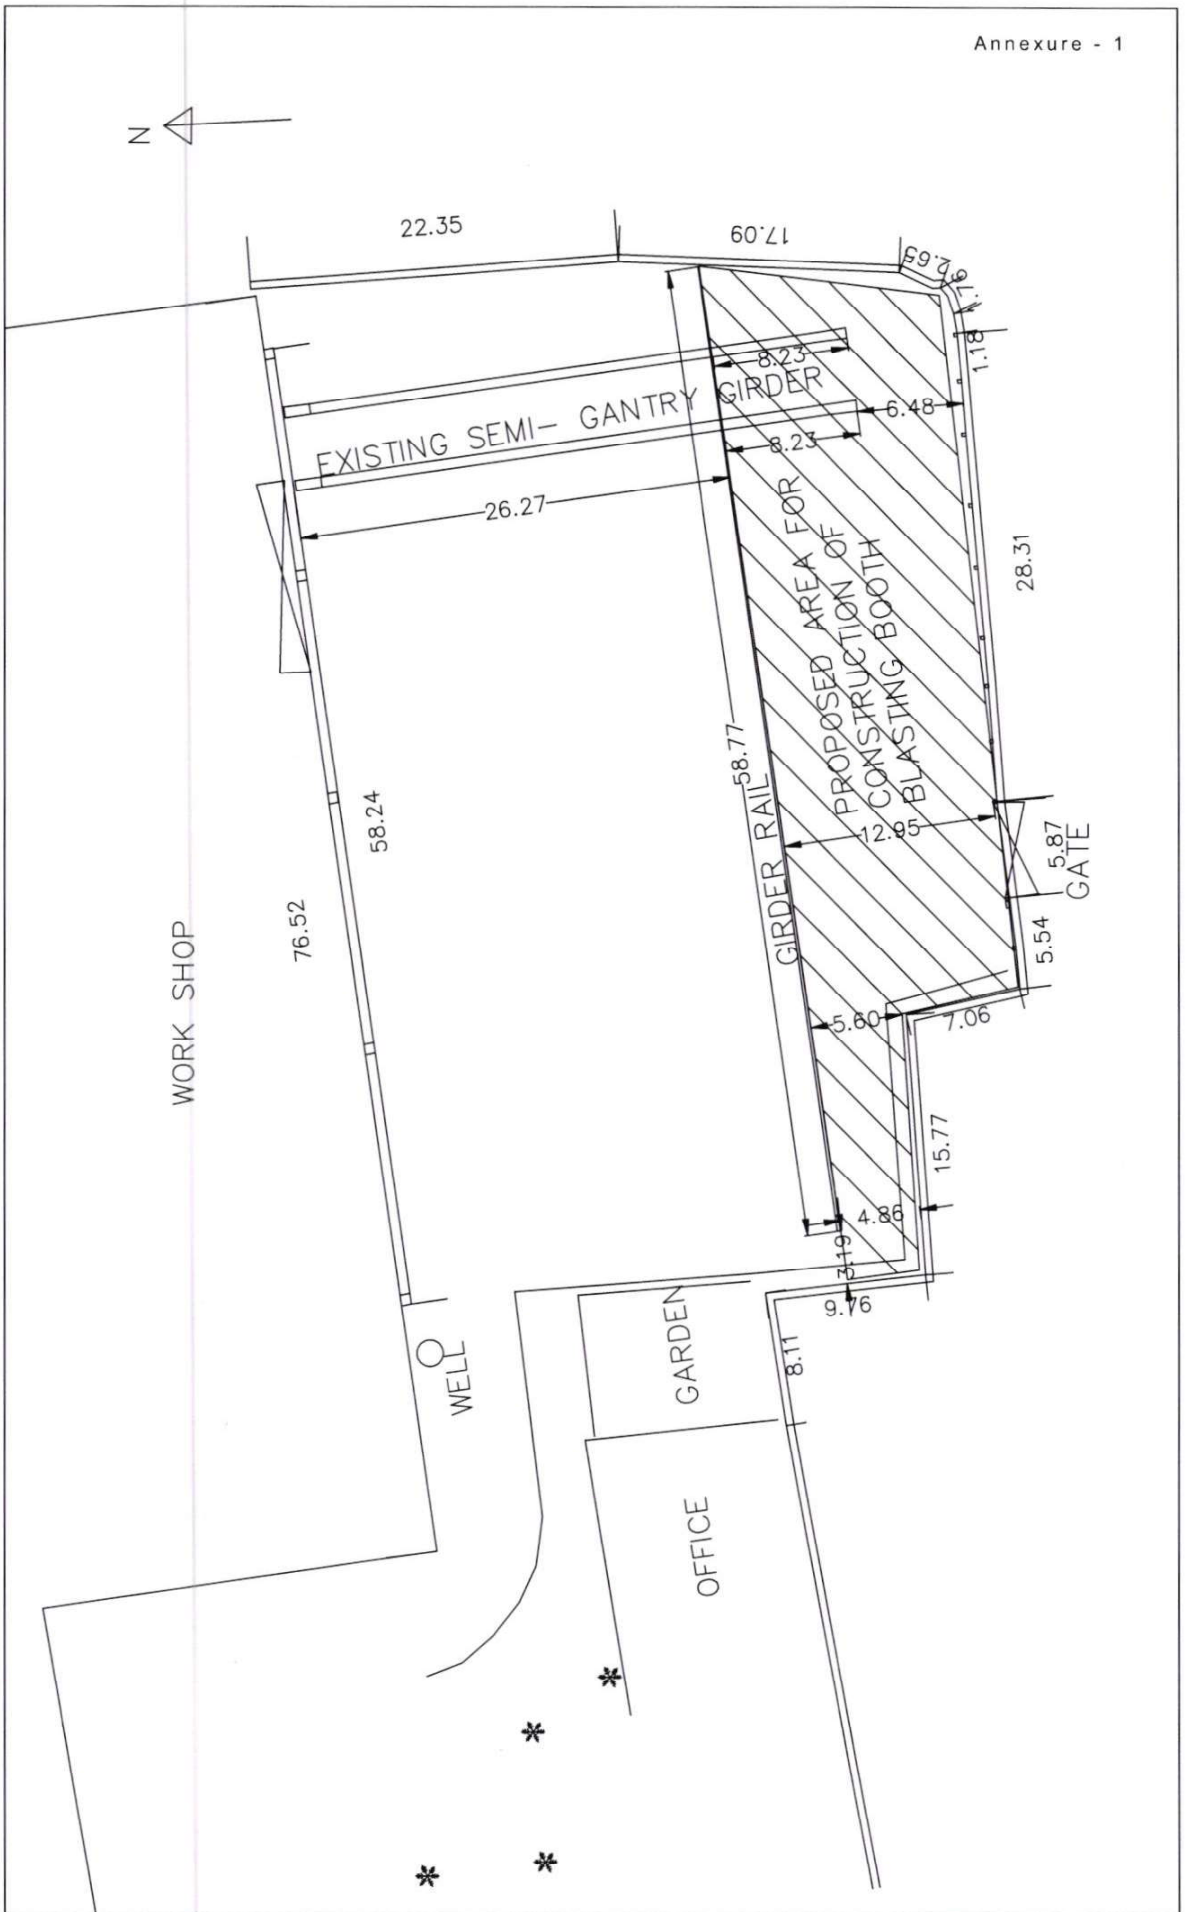 Annexure - 1
N
22.35
17.09
2.65
1.18
8.23
EXISTING SEMI- GANTRY GIRDER
6.48
8.23
26.27
28.31
PROPOSED AREA FOR
CONSTRUCTION OF
BLASTING BOOTH
58.77
GIRDER RAIL
58.24
76.52
WORK SHOP
12.95
5.87
GATE
5.54
5.60
7.06
15.77
4.86
3.19
9.76
8.11
GARDEN
WELL
OFFICE